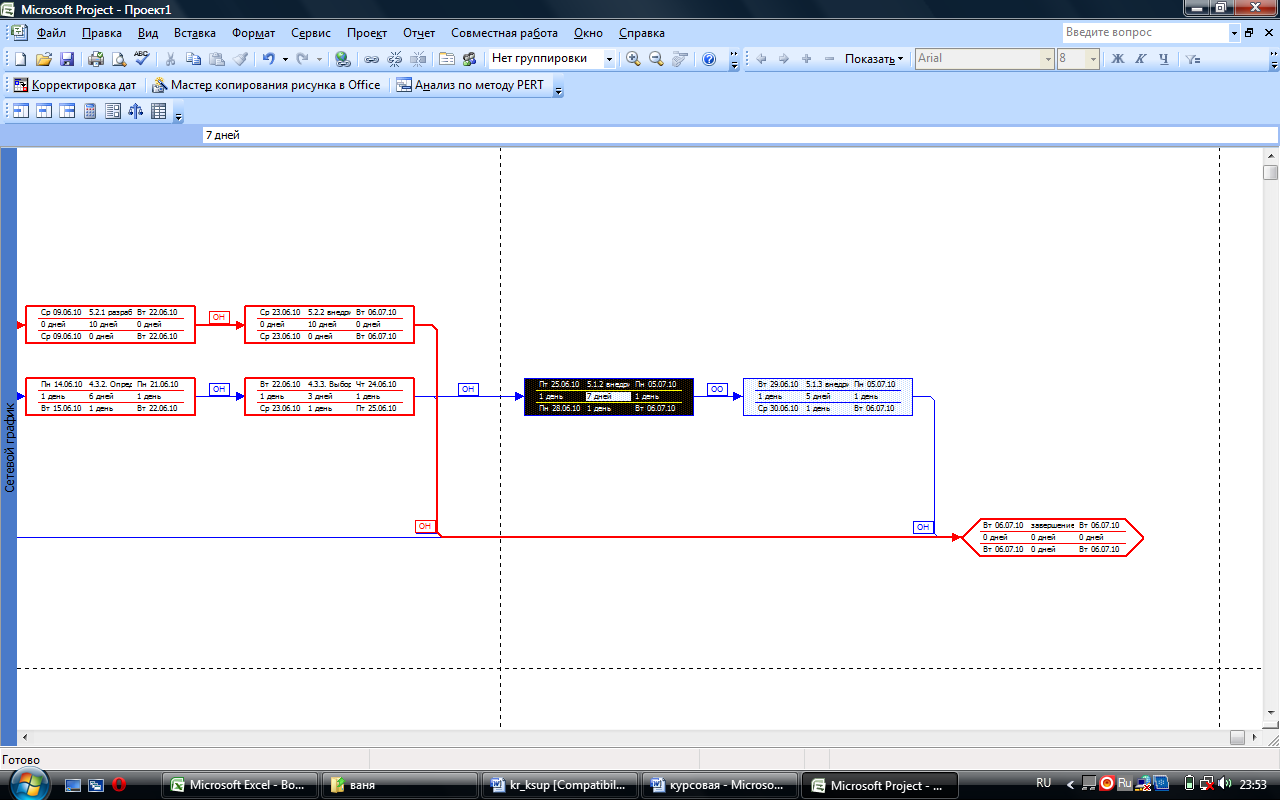 Microsoft Project - Проект1
Файл Правка Вид Вставка Формат Сервис Проект Отчет Совместная работа Окно Справка Введите вопрос
Нет группировки Показать Arial 8 Ж К Ч
Корректировка дат Мастер копирования рисунка в Office Анализ по методу PERT
7 дней
Ср 09.06.10 5.2.1 разраб Вт 22.06.10
0 дней 10 дней 0 дней
Ср 09.06.10 0 дней Вт 22.06.10
ОН
Ср 23.06.10 5.2.2 внедр Вт 06.07.10
0 дней 10 дней 0 дней
Ср 23.06.10 0 дней Вт 06.07.10
Пн 14.06.10 4.3.2. Опред Пн 21.06.10
1 день 6 дней 1 день
Вт 15.06.10 1 день Вт 22.06.10
ОН
Вт 22.06.10 4.3.3. Выбор Чт 24.06.10
1 день 3 дней 1 день
Ср 23.06.10 1 день Пт 25.06.10
ОН
Пт 25.06.10 5.1.2 внедр Пн 05.07.10
1 день 7 дней 1 день
Пн 28.06.10 1 день Вт 06.07.10
ОО
Вт 29.06.10 5.1.3 внедр Пн 05.07.10
1 день 5 дней 1 день
Ср 30.06.10 1 день Вт 06.07.10
ОН
ОН
Вт 06.07.10 завершение Вт 06.07.10
0 дней 0 дней 0 дней
Вт 06.07.10 0 дней Вт 06.07.10
Сетевой график
Готово
Microsoft Excel - Во... ваня kr_ksup [Compatibil... курсовая - Microso... Microsoft Project - ... RU Ru 23:53